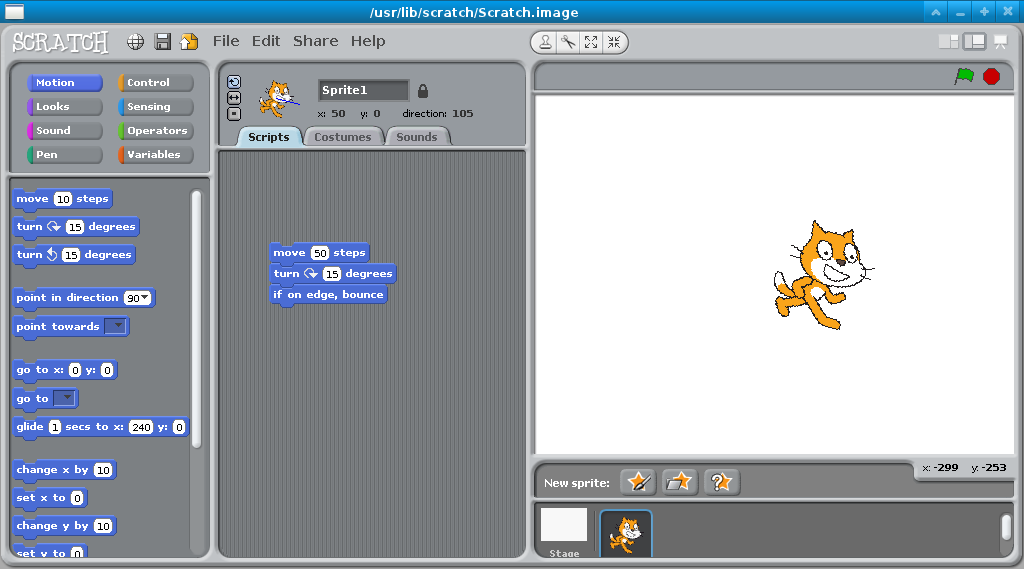 /usr/lib/scratch/Scratch.image
SCRATCH File Edit Share Help
Motion Control
Looks Sensing
Sound Operators
Pen Variables
Sprite1
x: 50 y: 0 direction: 105
Scripts Costumes Sounds
move 10 steps
turn 15 degrees
turn 15 degrees
point in direction 90
point towards
go to x: 0 y: 0
go to
glide 1 secs to x: 240 y: 0
change x by 10
set x to 0
change y by 10
set y to 0
move 50 steps
turn 15 degrees
if on edge, bounce
x: -299 y: -253
New sprite:
Stage